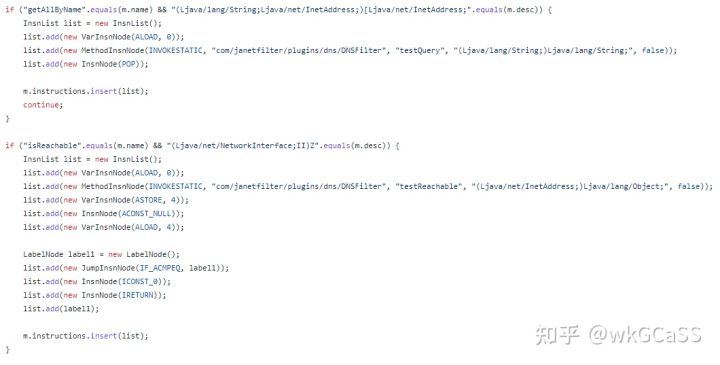 if ("getAllByName".equals(m.name) && "(Ljava/lang/String;Ljava/net/InetAddress;)[Ljava/net/InetAddress;".equals(m.desc)) {
    InsnList list = new InsnList();
    list.add(new VarInsnNode(ALOAD, 0));
    list.add(new MethodInsnNode(INVOKESTATIC, "com/janetfilter/plugins/dns/DNSFilter", "testQuery", "(Ljava/lang/String;)Ljava/lang/String;", false));
    list.add(new InsnNode(POP));

    m.instructions.insert(list);
    continue;
}

if ("isReachable".equals(m.name) && "(Ljava/net/NetworkInterface;II)Z".equals(m.desc)) {
    InsnList list = new InsnList();
    list.add(new VarInsnNode(ALOAD, 0));
    list.add(new MethodInsnNode(INVOKESTATIC, "com/janetfilter/plugins/dns/DNSFilter", "testReachable", "(Ljava/net/InetAddress;)Ljava/lang/Object;", false));
    list.add(new VarInsnNode(ASTORE, 4));
    list.add(new InsnNode(ACONST_NULL));
    list.add(new VarInsnNode(ALOAD, 4));

    LabelNode label1 = new LabelNode();
    list.add(new JumpInsnNode(IF_ACMPEQ, label1));
    list.add(new InsnNode(ICONST_0));
    list.add(new InsnNode(IRETURN));
    list.add(label1);

    m.instructions.insert(list);
}
知乎 @wkGCaSS